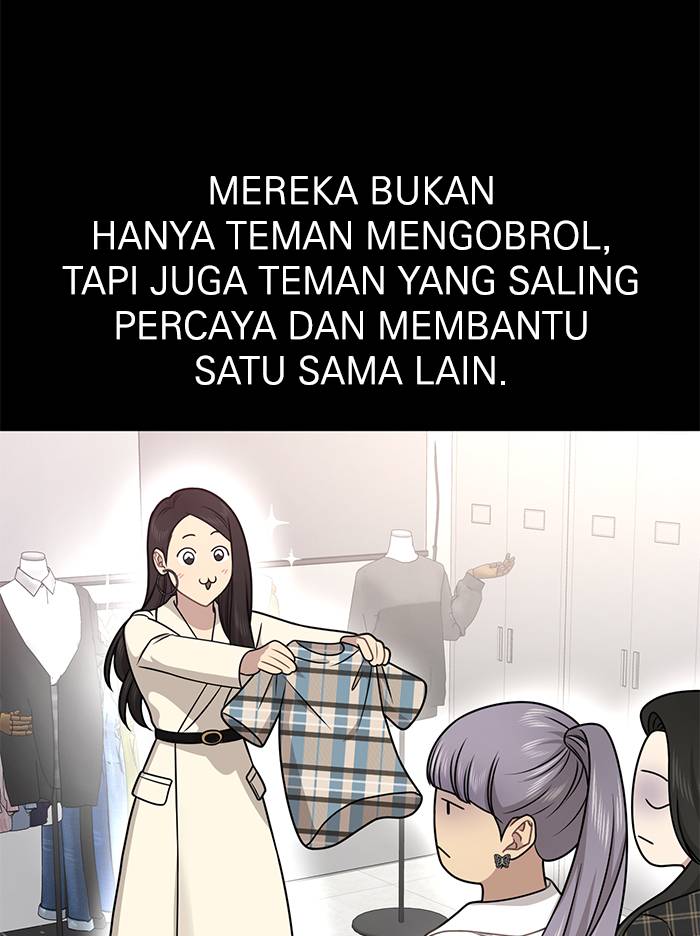 MEREKA BUKAN
HANYA TEMAN MENGOBROL,
TAPI JUGA TEMAN YANG SALING
PERCAYA DAN MEMBANTU
SATU SAMA LAIN.